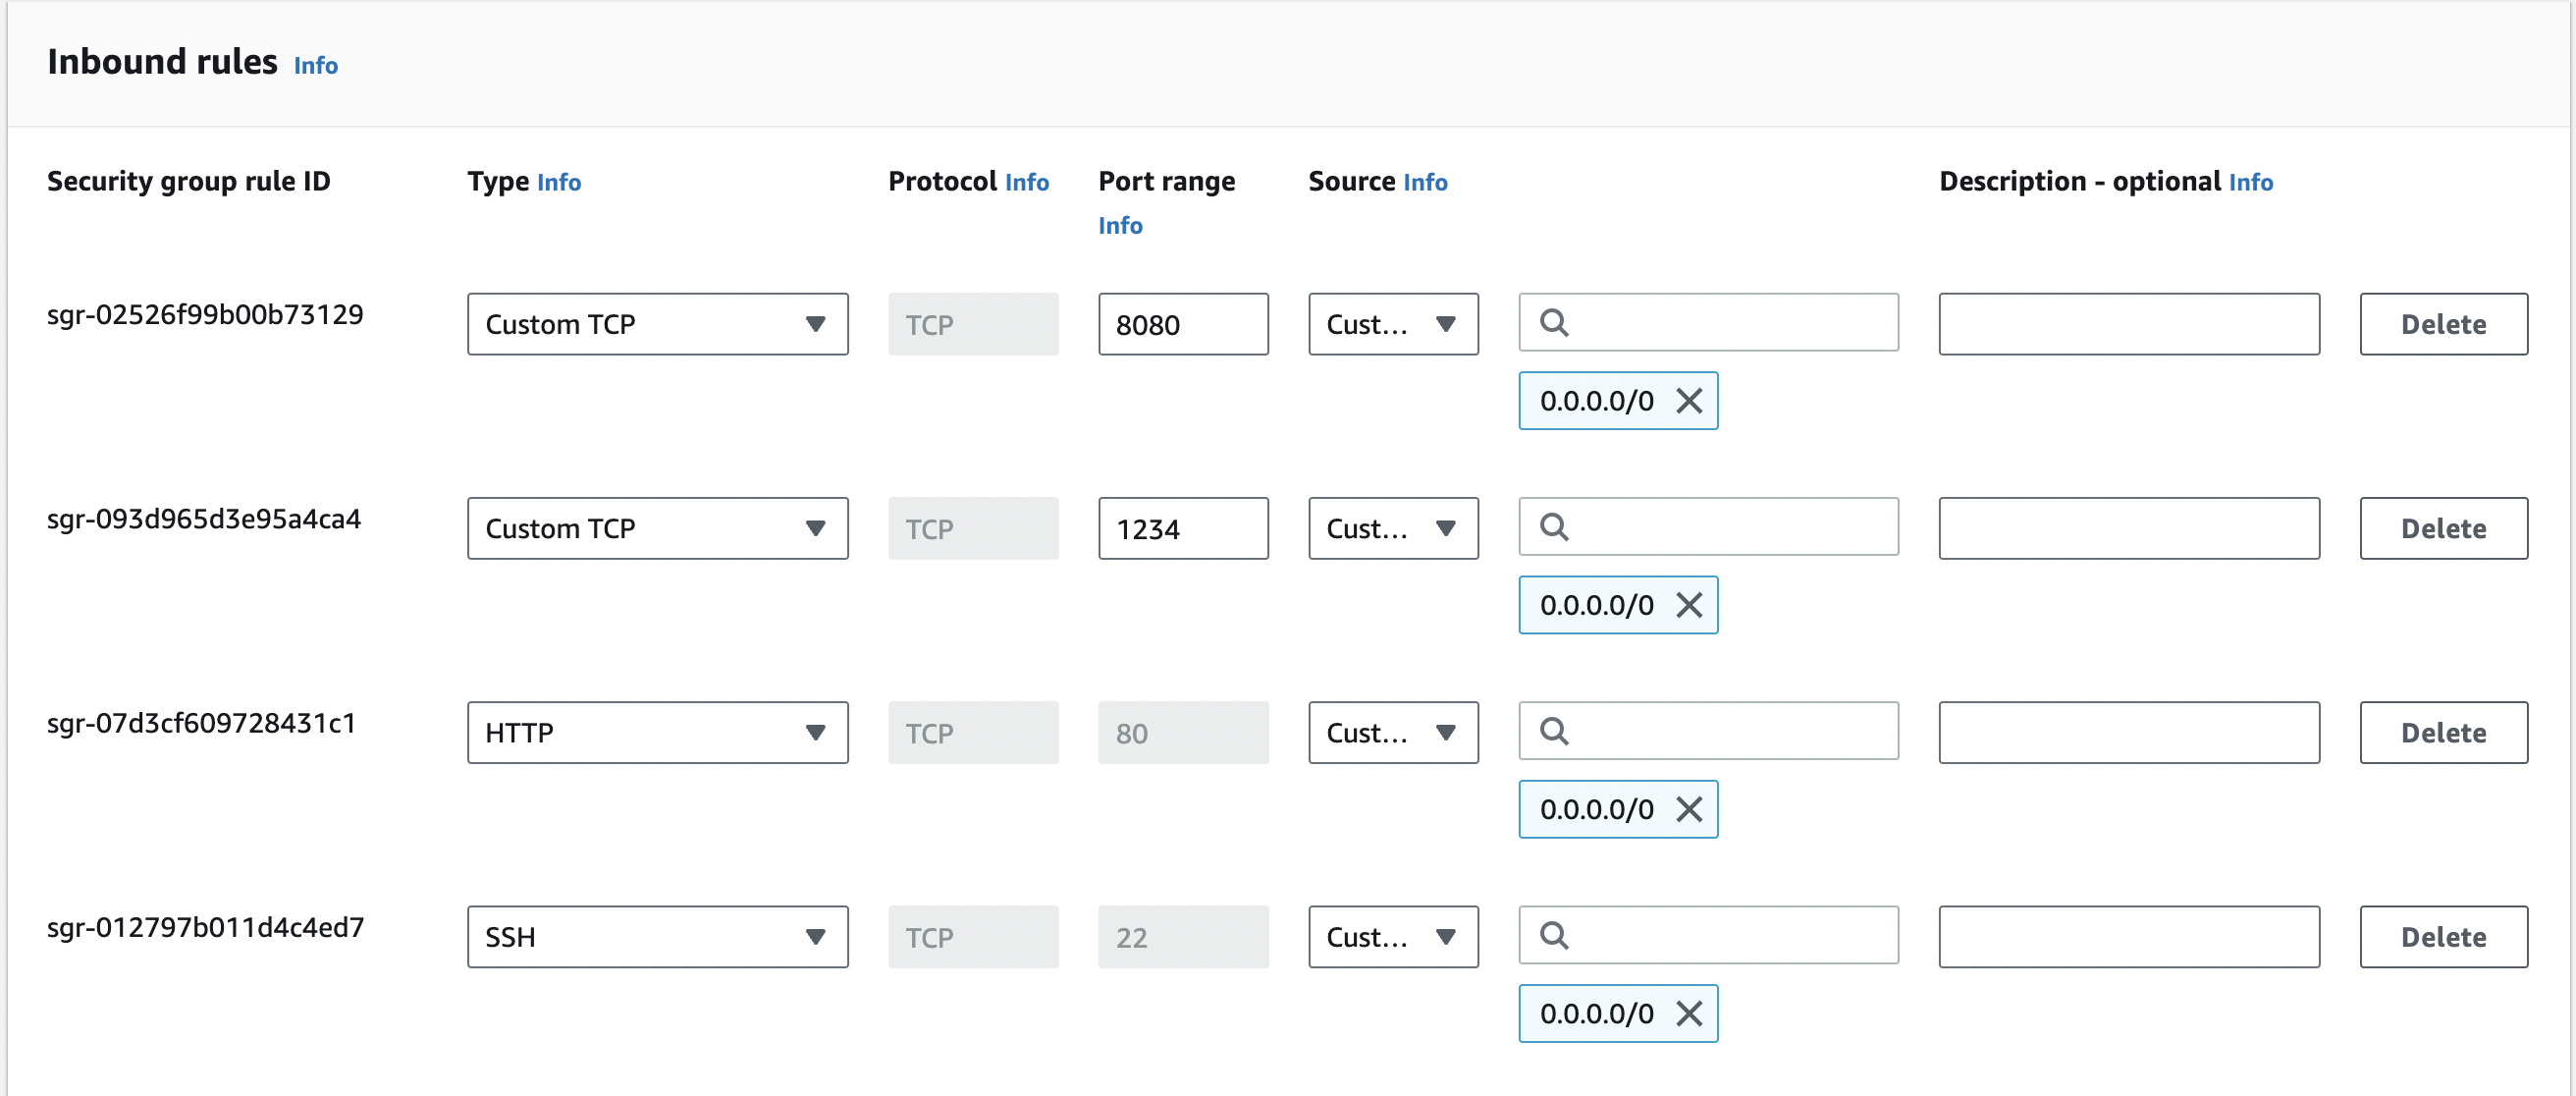 Inbound rules Info
Security group rule ID Type Info Protocol Info Port range Info Source Info Description - optional Info
sgr-02526f99b00b73129 Custom TCP TCP 8080 Cust... Delete
0.0.0.0/0
sgr-093d965d3e95a4ca4 Custom TCP TCP 1234 Cust... Delete
0.0.0.0/0
sgr-07d3cf609728431c1 HTTP TCP 80 Cust... Delete
0.0.0.0/0
sgr-012797b011d4c4ed7 SSH TCP 22 Cust... Delete
0.0.0.0/0